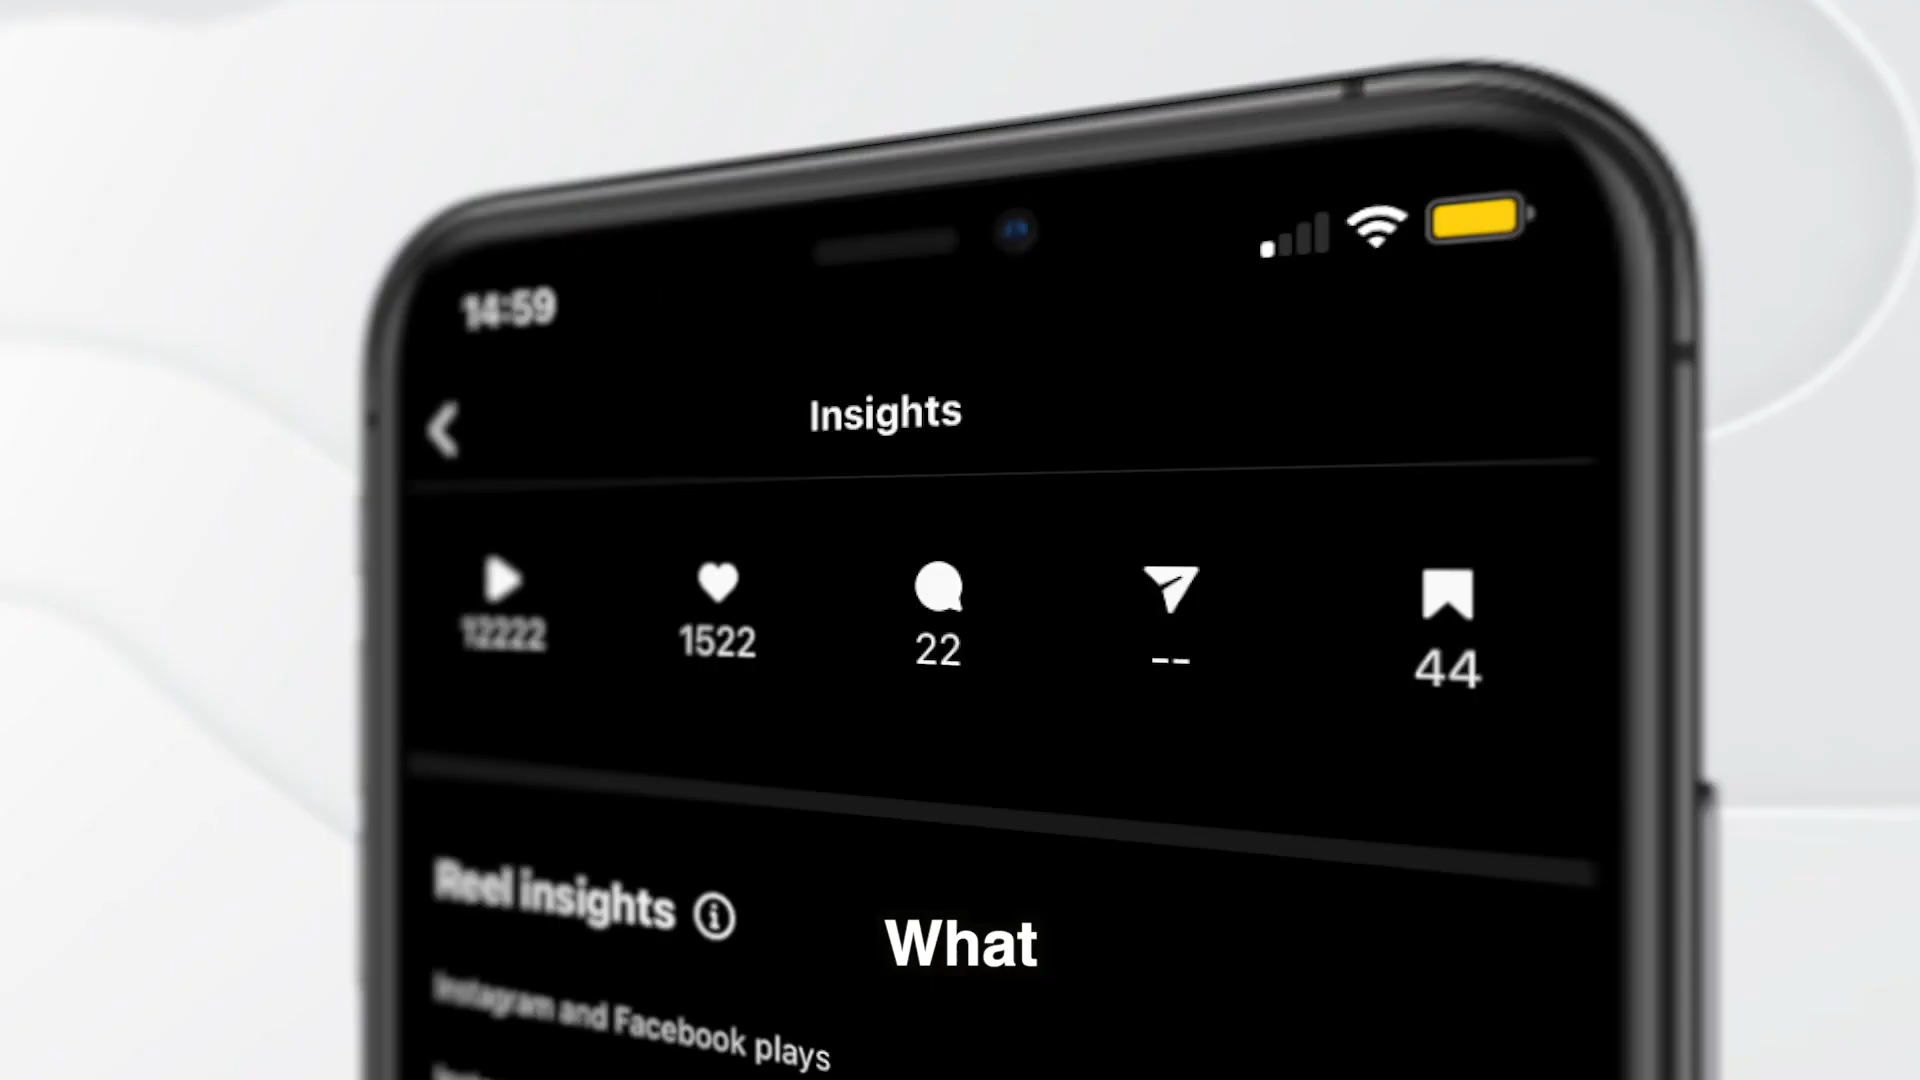 14:59
Insights
12222
1522
22
--
44
Reel insights
What
Instagram and Facebook plays